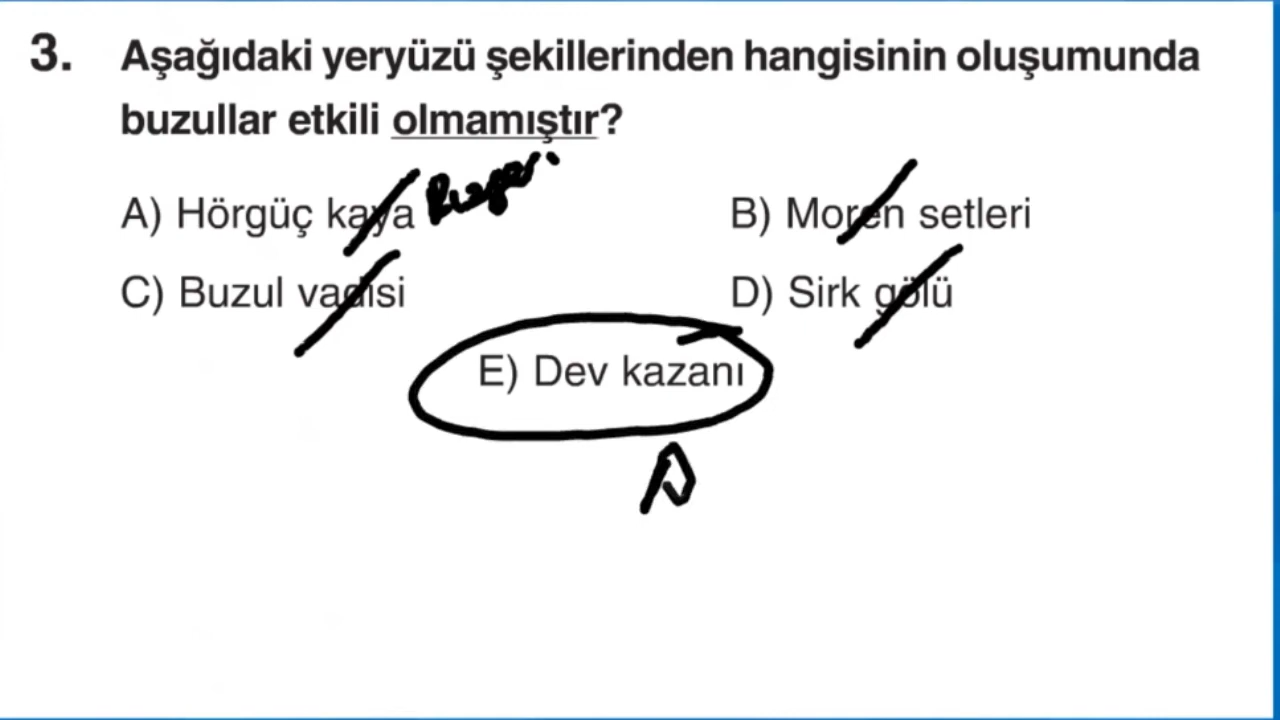 3. Aşağıdaki yeryüzü şekillerinden hangisinin oluşumunda
buzullar etkili olmamıştır?
A) Hörgüç kaya
B) Moren setleri
C) Buzul vadisi
D) Sirk gölü
E) Dev kazanı